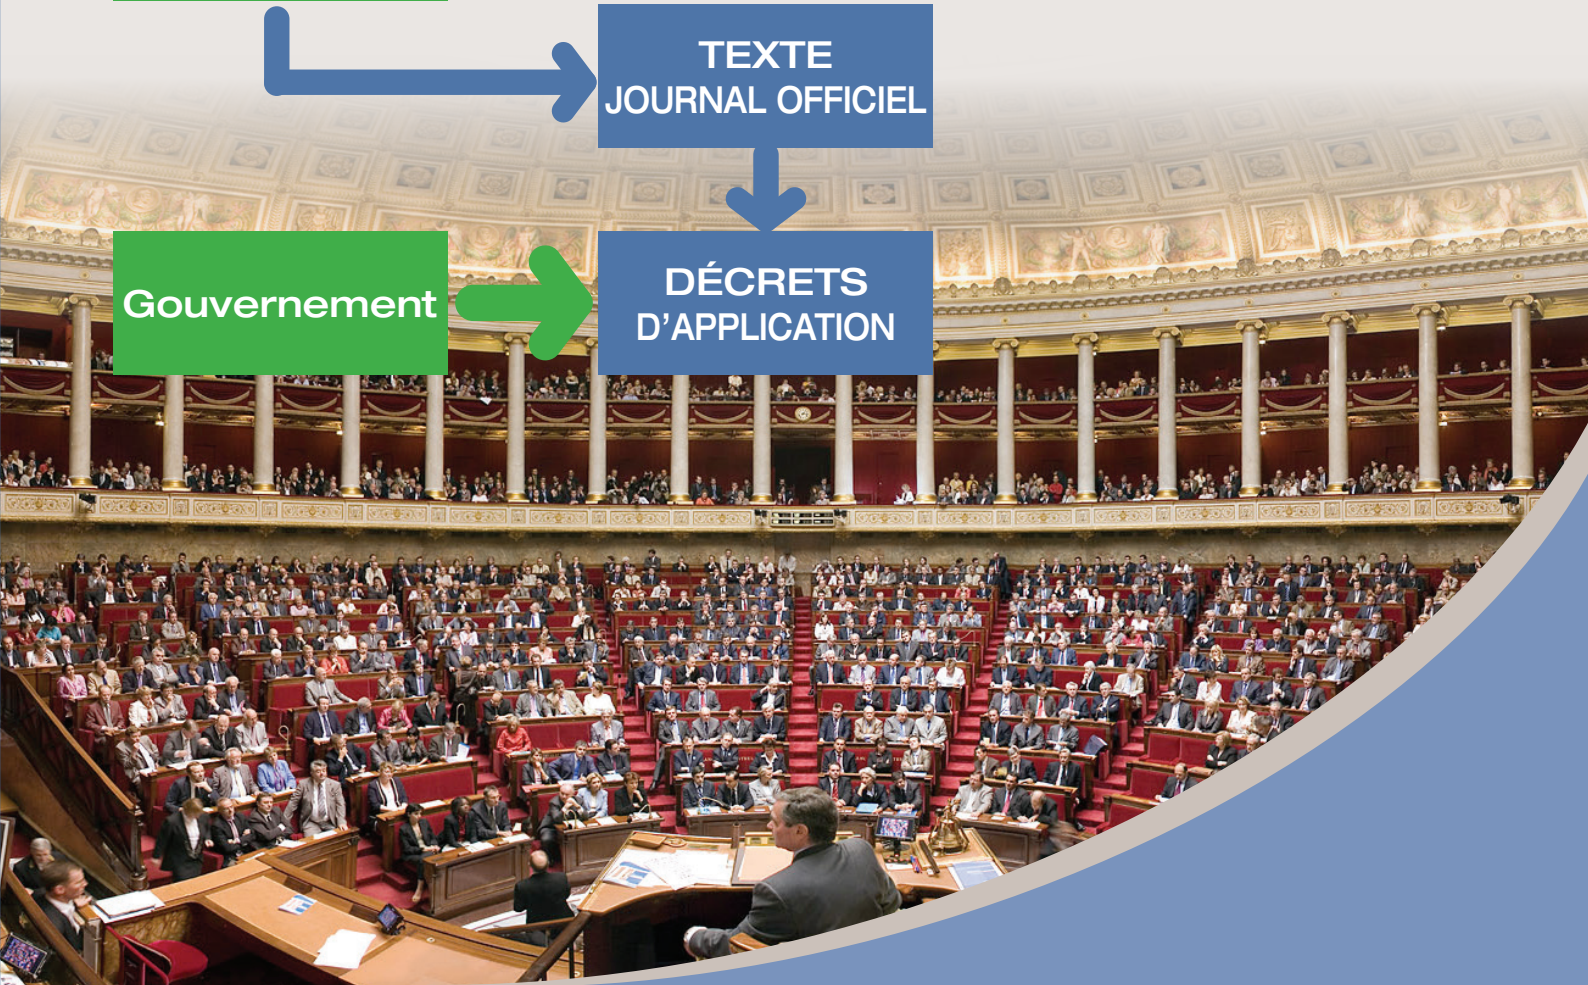 TEXTE
JOURNAL OFFICIEL
Gouvernement
DÉCRETS
D’APPLICATION